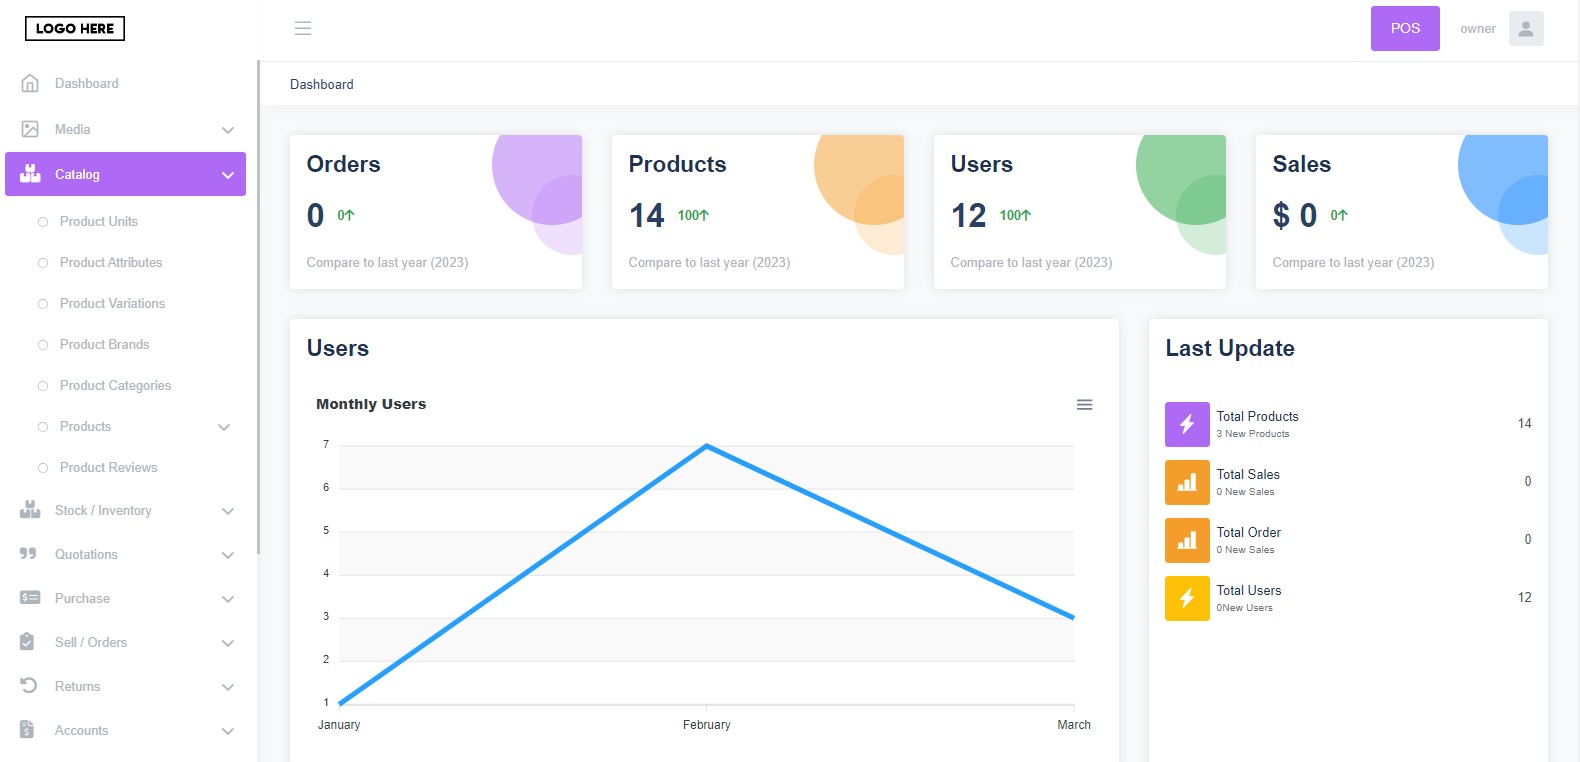 LOGO HERE
POS
owner
Dashboard
Media
Catalog
Product Units
Product Attributes
Product Variations
Product Brands
Product Categories
Products
Product Reviews
Stock / Inventory
Quotations
Purchase
Sell / Orders
Returns
Accounts
Dashboard
Orders
0 0
Compare to last year (2023)
Products
14 100
Compare to last year (2023)
Users
12 100
Compare to last year (2023)
Sales
$ 0 0
Compare to last year (2023)
Users
Monthly Users
7
6
5
4
3
2
1
January February March
Last Update
Total Products
3 New Products
14
Total Sales
0 New Sales
0
Total Order
0 New Sales
0
Total Users
0New Users
12